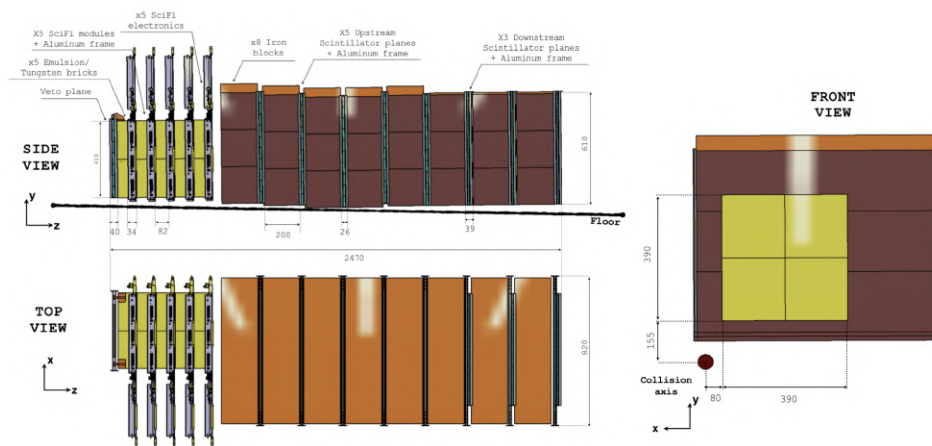 x5 SciFi
electronics
X5 SciFi modules
+ Aluminum frame
x5 Emulsion/
Tungsten bricks
Veto plane
x8 Iron
blocks
X5 Upstream
Scintillator planes
+ Aluminum frame
X3 Downstream
Scintillator planes
+ Aluminum frame
SIDE
VIEW
y
z
610
Floor
40
34
82
200
26
39
2470
TOP
VIEW
x
z
820
FRONT
VIEW
390
155
Collision
axis
80
390
y
x